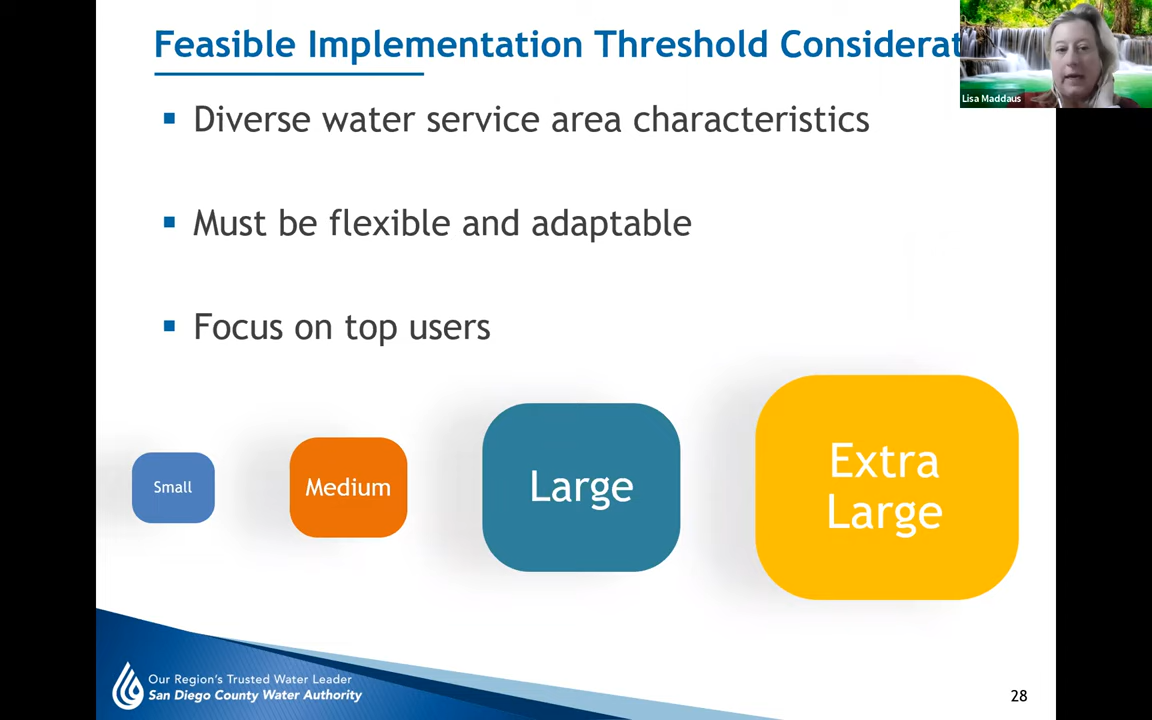 Feasible Implementation Threshold Considerat
Lisa Maddaus
▪ Diverse water service area characteristics
▪ Must be flexible and adaptable
▪ Focus on top users
Small
Medium
Large
Extra
Large
Our Region's Trusted Water Leader
San Diego County Water Authority
28